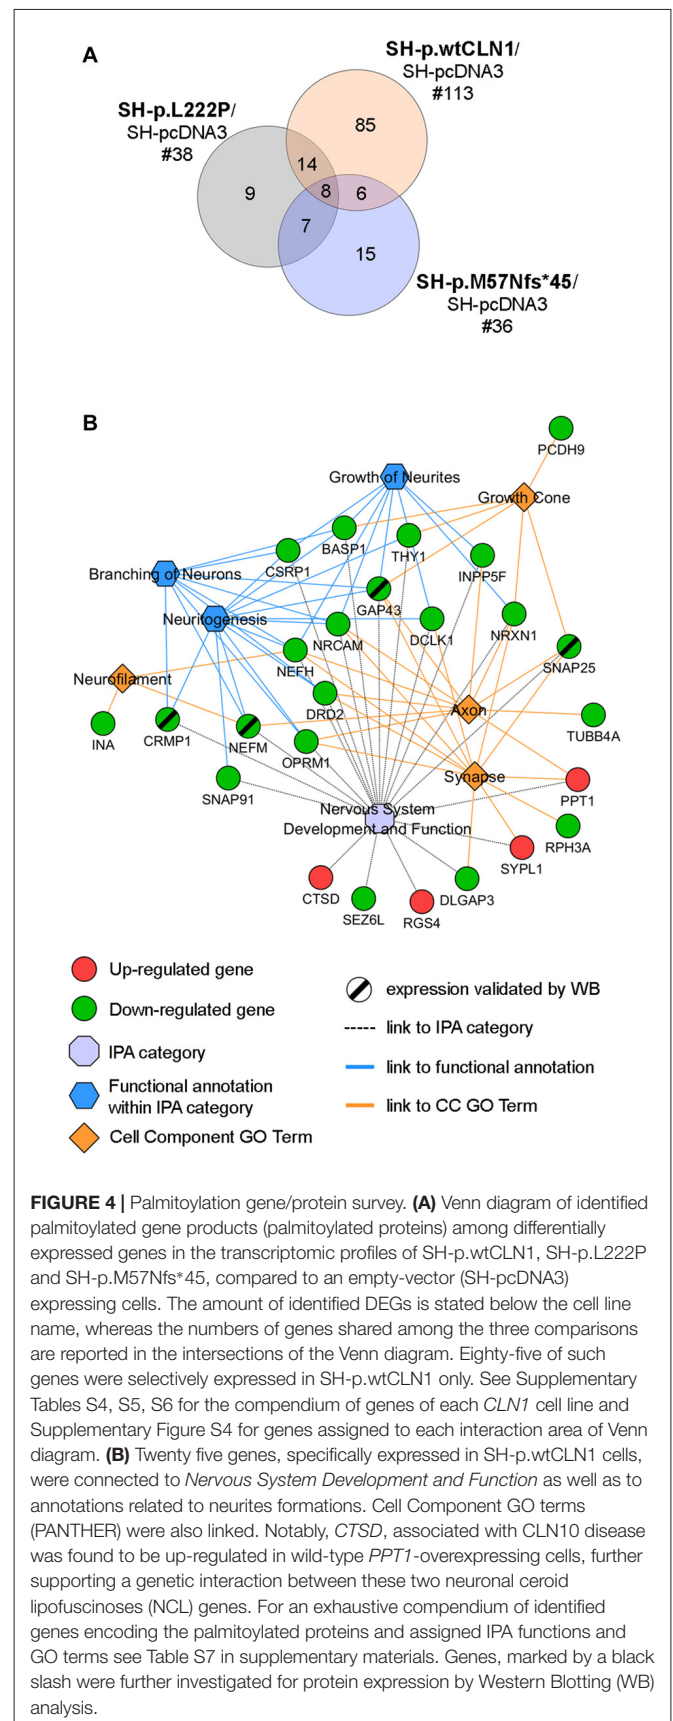 A
SH-p.wtCLN1/
SH-pcDNA3
#113
SH-p.L222P/
SH-pcDNA3
#38
85
14
9
8
6
7
15
SH-p.M57Nfs*45/
SH-pcDNA3
#36
B
PCDH9
Growth of Neurites
Growth Cone
BASP1
THY1
CSRP1
INPP5F
Branching of Neurons
GAP43
Neuritogenesis
NRCAM
DCLK1
NRXN1
SNAP25
NEFH
Neurofilament
DRD2
Axon
INA
CRMP1
NEFM
TUBB4A
OPRM1
Synapse
SNAP91
PPT1
Nervous System
Development and Function
RPH3A
SYPL1
CTSD
SEZ6L
RGS4
DLGAP3
Up-regulated gene
Down-regulated gene
IPA category
Functional annotation
within IPA category
Cell Component GO Term
expression validated by WB
link to IPA category
link to functional annotation
link to CC GO Term
FIGURE 4 | Palmitoylation gene/protein survey. (A) Venn diagram of identified
palmitoylated gene products (palmitoylated proteins) among differentially
expressed genes in the transcriptomic profiles of SH-p.wtCLN1, SH-p.L222P
and SH-p.M57Nfs*45, compared to an empty-vector (SH-pcDNA3)
expressing cells. The amount of identified DEGs is stated below the cell line
name, whereas the numbers of genes shared among the three comparisons
are reported in the intersections of the Venn diagram. Eighty-five of such
genes were selectively expressed in SH-p.wtCLN1 only. See Supplementary
Tables S4, S5, S6 for the compendium of genes of each CLN1 cell line and
Supplementary Figure S4 for genes assigned to each interaction area of Venn
diagram. (B) Twenty five genes, specifically expressed in SH-p.wtCLN1 cells,
were connected to Nervous System Development and Function as well as to
annotations related to neurites formations. Cell Component GO terms
(PANTHER) were also linked. Notably, CTSD, associated with CLN10 disease
was found to be up-regulated in wild-type PPT1-overexpressing cells, further
supporting a genetic interaction between these two neuronal ceroid
lipofuscinoses (NCL) genes. For an exhaustive compendium of identified
genes encoding the palmitoylated proteins and assigned IPA functions and
GO terms see Table S7 in supplementary materials. Genes, marked by a black
slash were further investigated for protein expression by Western Blotting (WB)
analysis.